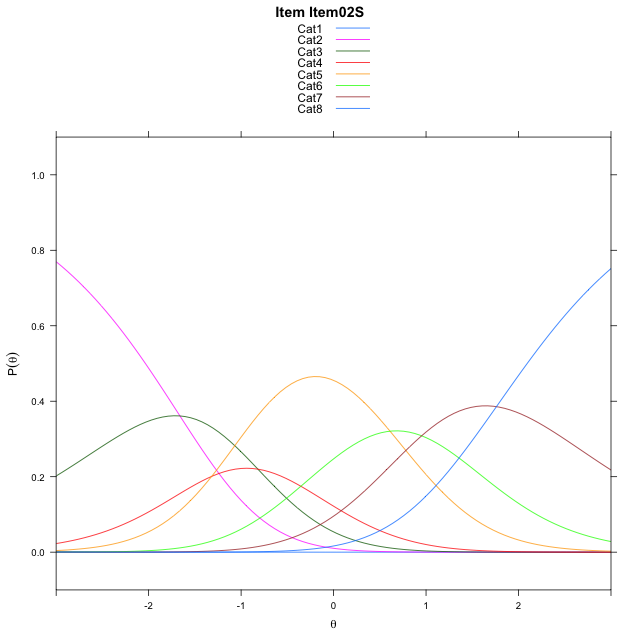 Item Item02S
Cat1
Cat2
Cat3
Cat4
Cat5
Cat6
Cat7
Cat8
1.0
0.8
0.6
0.4
0.2
0.0
P(θ)
-2 -1 0 1 2
θ